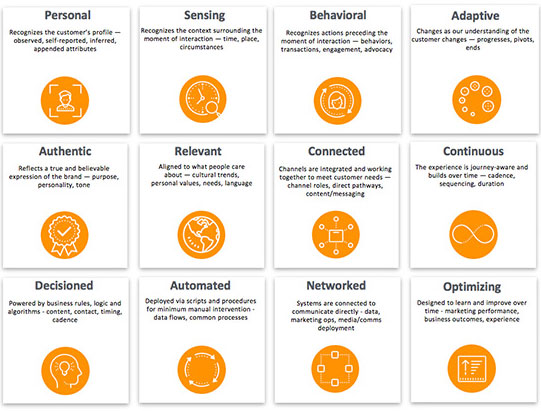 Personal
Recognizes the customer's profile —
observed, self-reported, inferred,
appended attributes
Sensing
Recognizes the context surrounding the
moment of interaction — time, place,
circumstances
Behavioral
Recognizes actions preceding the
moment of interaction — behaviors,
transactions, engagement, advocacy
Adaptive
Changes as our understanding of the
customer changes — progresses, pivots,
ends
Authentic
Reflects a true and believable
expression of the brand — purpose,
personality, tone
Relevant
Aligned to what people care
about — cultural trends,
personal values, needs, language
Connected
Channels are integrated and working
together to meet customer needs —
channel roles, direct pathways,
content/messaging
Continuous
The experience is journey-aware and
builds over time — cadence,
sequencing, duration
Decisioned
Powered by business rules, logic and
algorithms - content, contact, timing,
cadence
Automated
Deployed via scripts and procedures
for minimum manual intervention -
data flows, common processes
Networked
Systems are connected to
communicate directly - data,
marketing ops, media/comms
deployment
Optimizing
Designed to learn and improve over
time - marketing performance,
business outcomes, experience